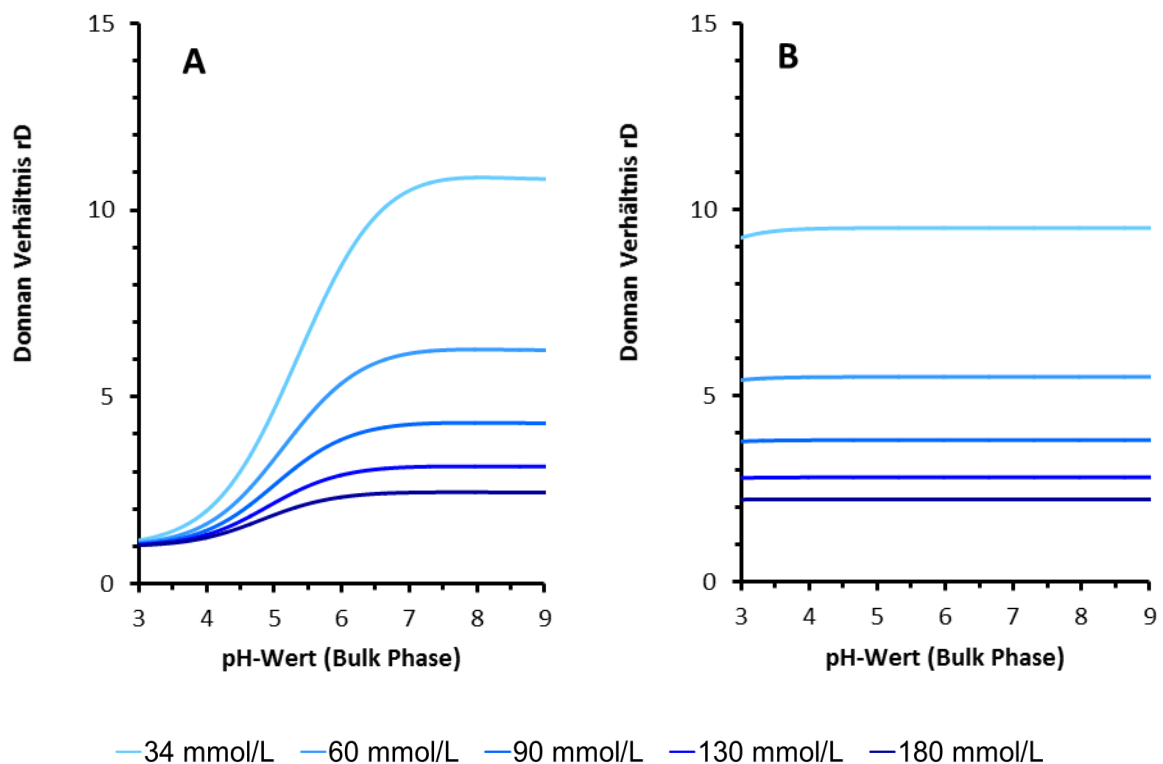 A
B
Donnan Verhältnis rD
15
10
5
0
3 4 5 6 7 8 9
pH-Wert (Bulk Phase)
Donnan Verhältnis rD
15
10
5
0
3 4 5 6 7 8 9
pH-Wert (Bulk Phase)
34 mmol/L 60 mmol/L 90 mmol/L 130 mmol/L 180 mmol/L